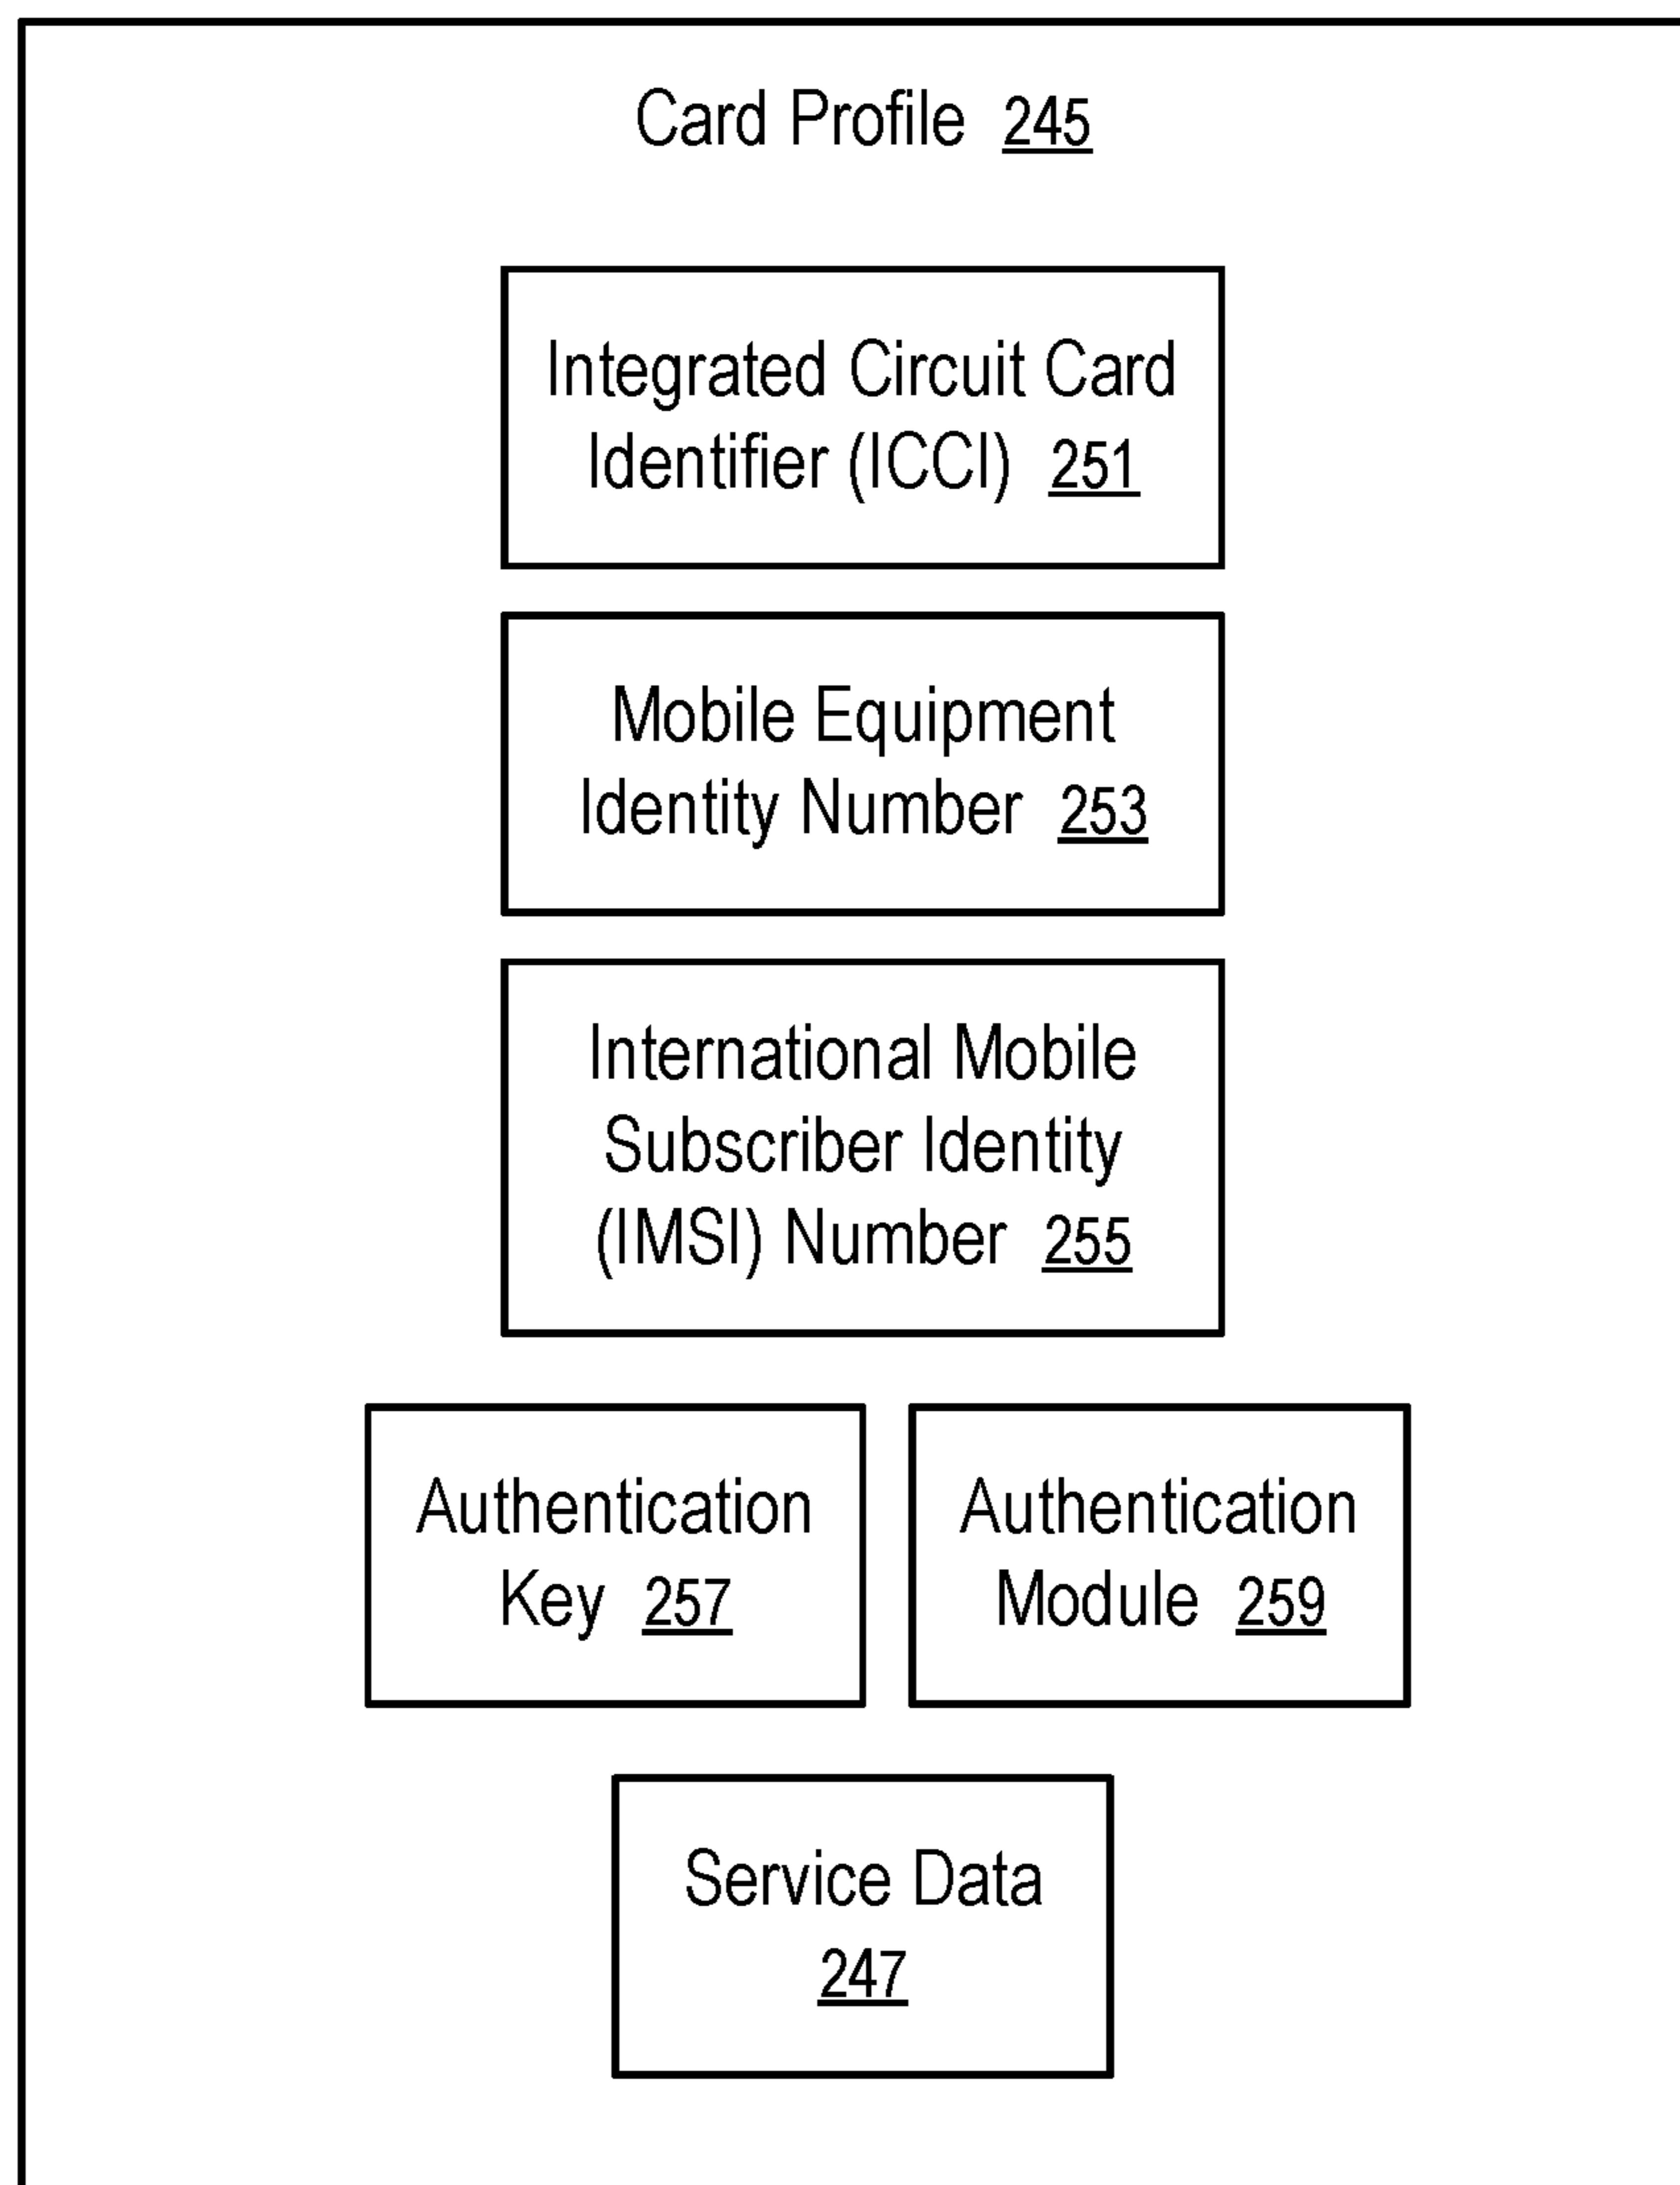 Card Profile 245
Integrated Circuit Card
Identifier (ICCI) 251
Mobile Equipment
Identity Number 253
International Mobile
Subscriber Identity
(IMSI) Number 255
Authentication
Key 257
Authentication
Module 259
Service Data
247